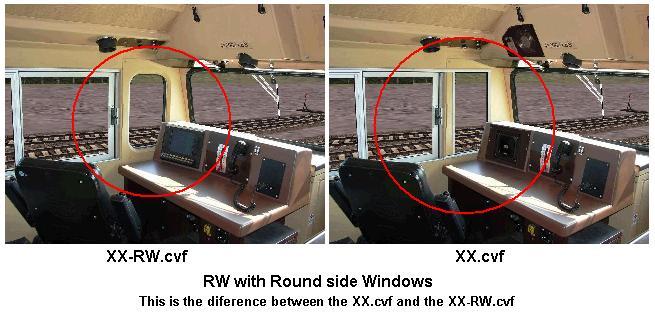 XX-RW.cvf
XX.cvf
RW with Round side Windows
This is the diference between the XX.cvf and the XX-RW.cvf